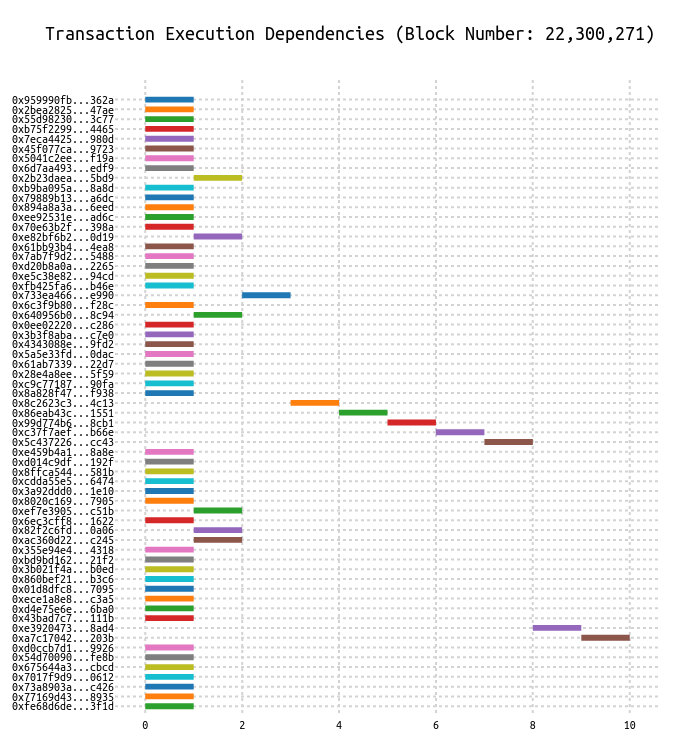 Transaction Execution Dependencies (Block Number: 22,300,271)
0x959990fb...362a
0x2bea2825...47ae
0x55d98230...3c77
0xb75f2299...4465
0x7eca4425...980d
0x45f077ca...9723
0x5041c2ee...f19a
0x6d7aa493...edf9
0x2b23daea...5bd9
0xb9ba095a...8a8d
0x79889b13...a6dc
0x894a8a3a...6eed
0xee92531e...ad6c
0x70e63b2f...398a
0xe82bf6b2...0d19
0x61bb93b4...4ea8
0x7ab7f9d2...5488
0xd20b8a0a...2265
0xe5c38e82...94cd
0xfb425fa6...b46e
0x733ea466...e990
0x6c3f9b80...f28c
0x640956b0...8c94
0x0ee02220...c286
0x3b3f8aba...c7e0
0x4343088e...9fd2
0x5a5e33fd...0dac
0x61ab7339...22d7
0x28e4a8ee...5f59
0xc9c77187...90fa
0x8a828f47...f938
0x8c2623c3...4c13
0x86eab43c...1551
0x99d774b6...8cb1
0xc37f7aef...b66e
0x5c437226...cc43
0xe459b4a1...8a8e
0xd014c9df...192f
0x8ffca544...581b
0xcdda55e5...6474
0x3a92ddd0...1e10
0x8020c169...7905
0xef7e3905...c51b
0x6ec3cff8...1622
0x82f2c6fd...0a06
0xac360d22...c245
0x355e94e4...4318
0xbd9bd162...21f2
0x3b021f4a...b0ed
0x860bef21...b3c6
0x01d8dfc8...7095
0xece1a8e8...c3a5
0xd4e75e6e...6ba0
0x43bad7c7...111b
0xe3920473...8ad4
0xa7c17042...203b
0xd0ccb7d1...9926
0x54d70090...fe8b
0x675644a3...cbcd
0x7017f9d9...0612
0x73a8903a...c426
0x77169d43...8935
0xfe68d6de...3f1d
0 2 4 6 8 10